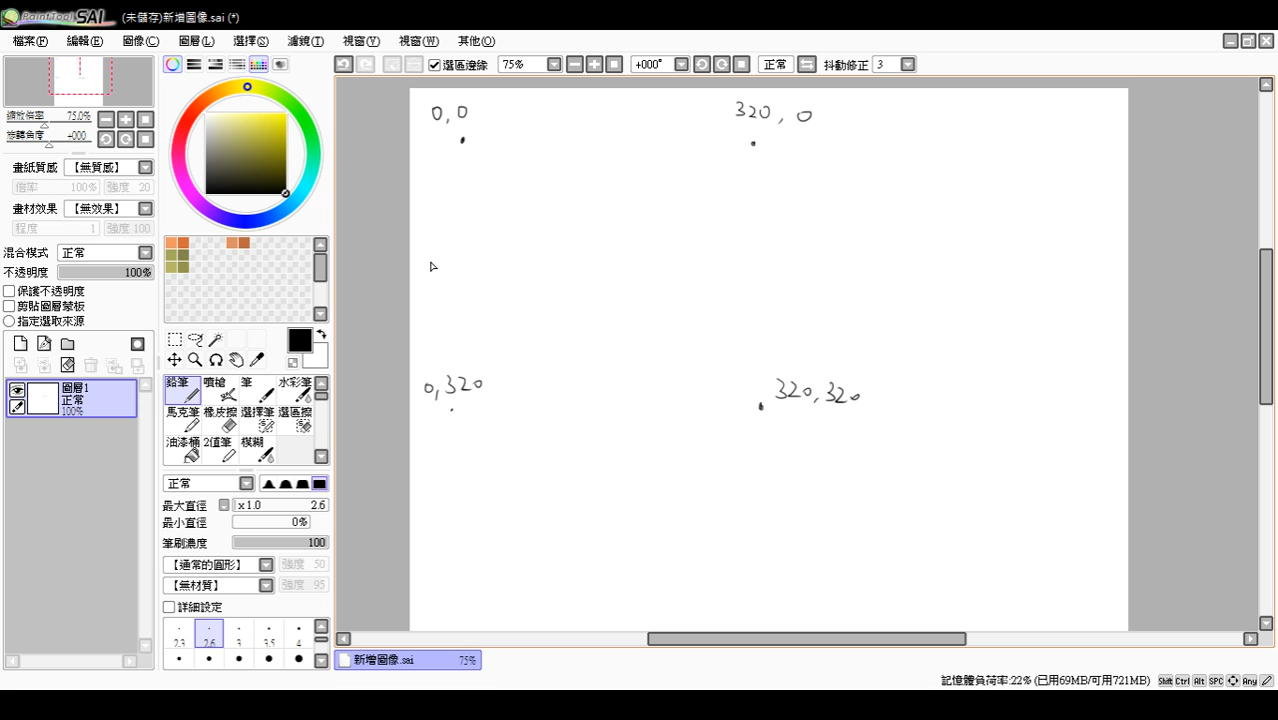 PaintTool SAI (未儲存)新增圖像.sai (*)
檔案(F) 編輯(E) 圖像(C) 圖層(L) 選擇(S) 濾鏡(T) 視窗(V) 視窗(W) 其他(O)
選區邊緣 75% +000° 正常 抖動修正 3
縮放倍率 75.0%
旋轉角度 +000
畫紙質感 【無質感】
倍率 100% 強度 20
畫材效果 【無效果】
程度 1 強度 100
混合模式 正常
不透明度 100%
保護不透明度
剪貼圖層蒙板
指定選取來源
圖層1
正常
100%
鉛筆 噴槍 筆 水彩筆
馬克筆 橡皮擦 選擇筆 選區擦
油漆桶 2值筆 模糊
正常
最大直徑 x 1.0 2.6
最小直徑 0%
筆刷濃度 100
【通常的圓形】 強度 50
【無材質】 強度 95
詳細設定
2.3 2.6 3 3.5 4
0,0
320,0
0,320
320,320
新增圖像.sai 75%
記憶體負荷率:22% (已用69MB/可用721MB) Shift Ctrl Alt SPC Any